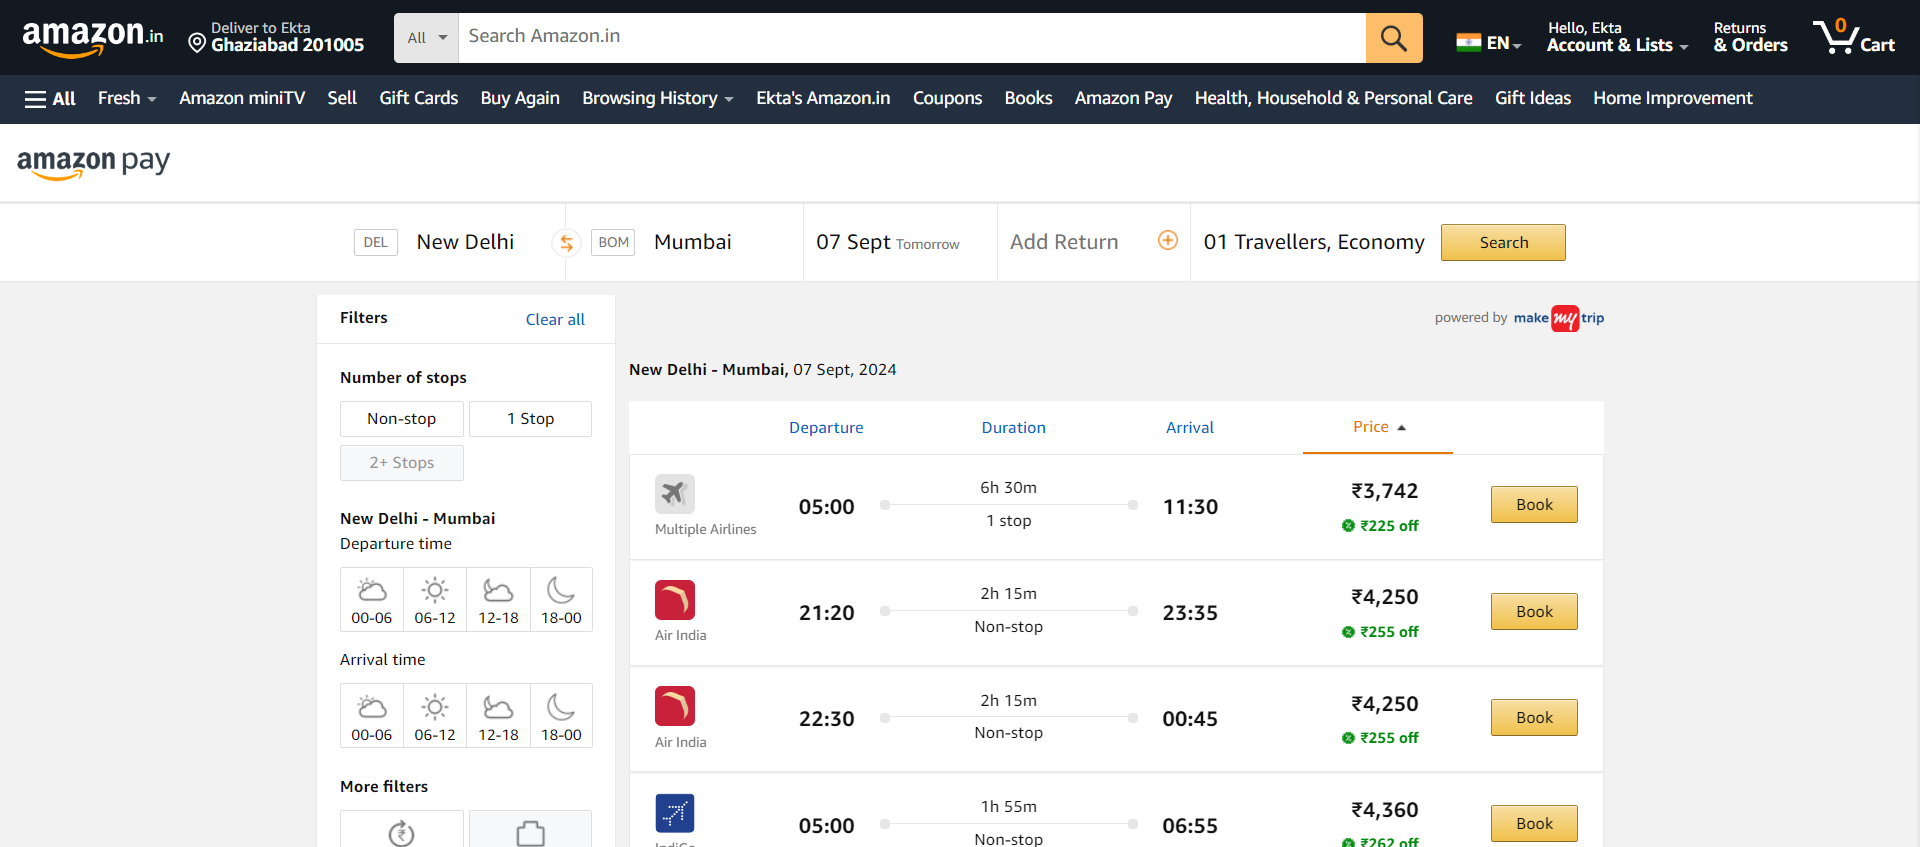 amazon.in
Deliver to Ekta
Ghaziabad 201005
All
Search Amazon.in
EN
Hello, Ekta
Account & Lists
Returns
& Orders
0
Cart
All Fresh Amazon miniTV Sell Gift Cards Buy Again Browsing History Ekta's Amazon.in Coupons Books Amazon Pay Health, Household & Personal Care Gift Ideas Home Improvement
amazon pay
DEL New Delhi BOM Mumbai 07 Sept Tomorrow Add Return 01 Travellers, Economy Search
Filters Clear all
powered by make my trip
Number of stops
Non-stop 1 Stop
2+ Stops
New Delhi - Mumbai
Departure time
00-06 06-12 12-18 18-00
Arrival time
00-06 06-12 12-18 18-00
More filters
New Delhi - Mumbai, 07 Sept, 2024
Departure Duration Arrival Price
Multiple Airlines
05:00
6h 30m
1 stop
11:30
₹3,742
₹225 off
Book
Air India
21:20
2h 15m
Non-stop
23:35
₹4,250
₹255 off
Book
Air India
22:30
2h 15m
Non-stop
00:45
₹4,250
₹255 off
Book
IndiGo
05:00
1h 55m
Non-stop
06:55
₹4,360
₹262 off
Book